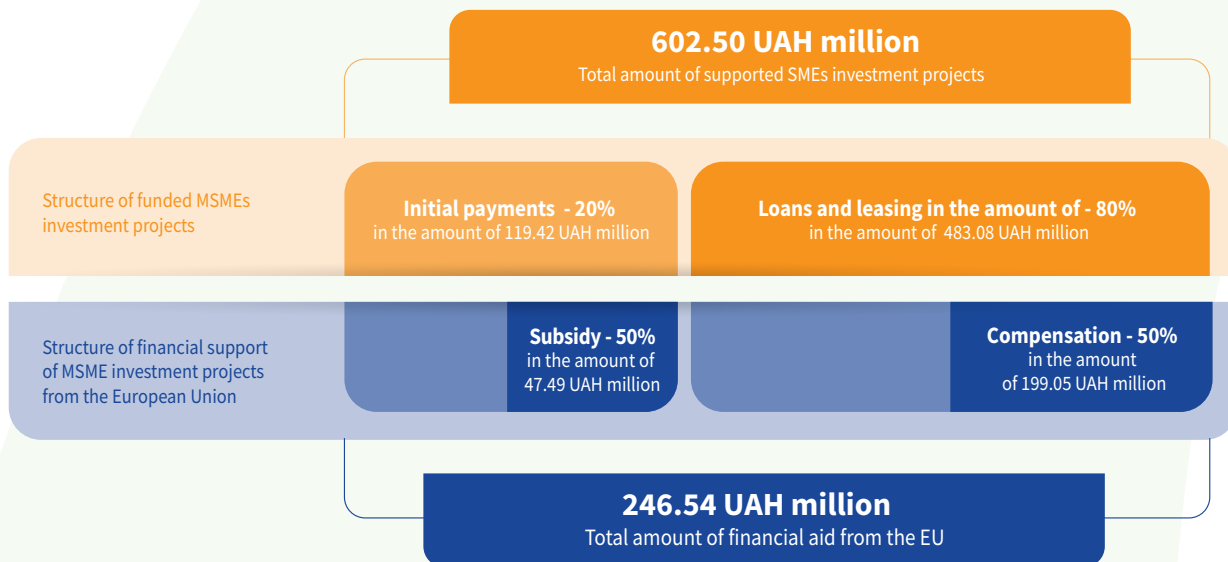 602.50 UAH million
Total amount of supported SMEs investment projects
Structure of funded MSMEs
investment projects
Initial payments - 20%
in the amount of 119.42 UAH million
Loans and leasing in the amount of - 80%
in the amount of 483.08 UAH million
Structure of financial support
of MSME investment projects
from the European Union
Subsidy - 50%
in the amount of
47.49 UAH million
Compensation - 50%
in the amount
of 199.05 UAH million
246.54 UAH million
Total amount of financial aid from the EU